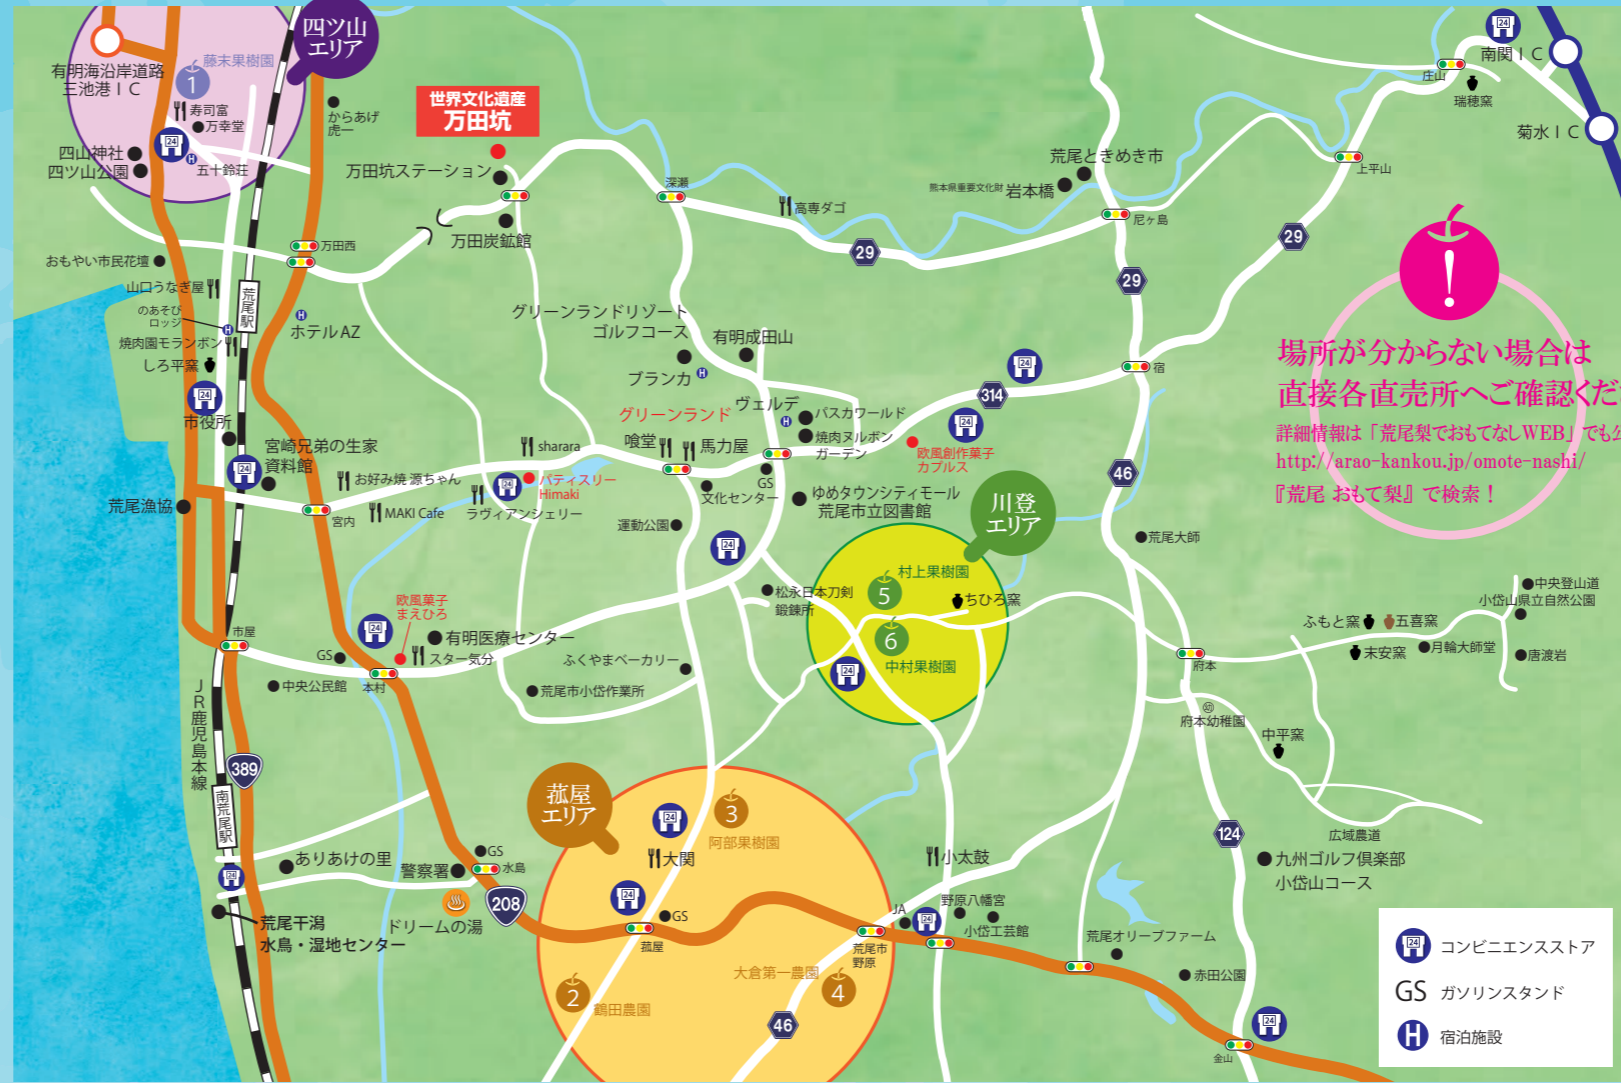 四ツ山
エリア
有明海沿岸道路
三池港IC
藤末果樹園
1
寿司富
万幸堂
四山神社
四ツ山公園
五十鈴荘
からあげ
虎一
世界文化遺産
万田坑
万田坑ステーション
万田炭鉱館
深瀬
高専ダゴ
荒尾ときめき市
熊本県重要文化財 岩本橋
尼ヶ島
上平山
庄山
瑞穂窯
南関IC
菊水IC
29
29
29
万田西
おもやい市民花壇
山口うなぎ屋
のあそび
ロッジ
焼肉園モランボン
しろ平窯
荒尾駅
ホテルAZ
市役所
宮崎兄弟の生家
資料館
荒尾漁協
グリーンランドリゾート
ゴルフコース
有明成田山
ブランカ
グリーンランド
ヴェルデ
パスカワールド
焼肉ヌルボン
ガーデン
喰堂
馬力屋
GS
文化センター
ゆめタウンシティモール
荒尾市立図書館
運動公園
314
欧風創作菓子
カプルス
宿
46
sharara
お好み焼 源ちゃん
MAKI Cafe
宮内
ラヴィアンシェリー
パティスリー
Himaki
場所が分からない場合は
直接各直売所へご確認くだ
詳細情報は「荒尾梨でおもてなしWEB」でも公
http://arao-kankou.jp/omote-nashi/
『荒尾 おもて梨』で検索！
川登
エリア
村上果樹園
5
ちひろ窯
6
中村果樹園
松永日本刀剣
鍛錬所
荒尾大師
中央登山道
小岱山県立自然公園
ふもと窯
五喜窯
末安窯
月輪大師堂
唐渡岩
府本
幼
府本幼稚園
中平窯
広域農道
124
九州ゴルフ倶楽部
小岱山コース
市屋
欧風菓子
まえひろ
有明医療センター
スター気分
GS
中央公民館
本村
ふくやまベーカリー
荒尾市小岱作業所
JR鹿児島本線
389
南荒尾駅
ありあけの里
警察署
GS
水島
208
ドリームの湯
荒尾干潟
水鳥・湿地センター
菰屋
エリア
3
阿部果樹園
大関
GS
菰屋
2
鶴田農園
大倉第一農園
4
46
荒尾市
野原
JA
小太鼓
野原八幡宮
小岱工芸館
荒尾オリーブファーム
赤田公園
金山
24 コンビニエンスストア
GS ガソリンスタンド
H 宿泊施設